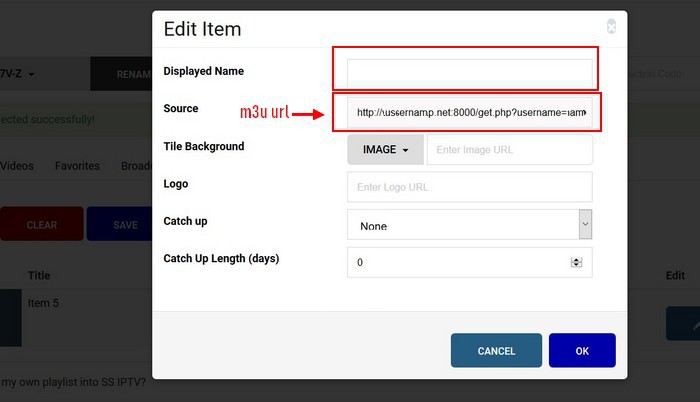 Edit Item
7V-Z
RENAM
ection Code
Displayed Name
ected successfully!
Source
m3u url
http://ussernam.p.net:8000/get.php?username=
Tile Background
IMAGE
Enter Image URL
Videos
Favorites
Broad
Logo
Enter Logo URL
CLEAR
SAVE
Catch up
None
Catch Up Length (days)
0
Title
Edit
Item 5
CANCEL
OK
my own playlist into SS IPTV?